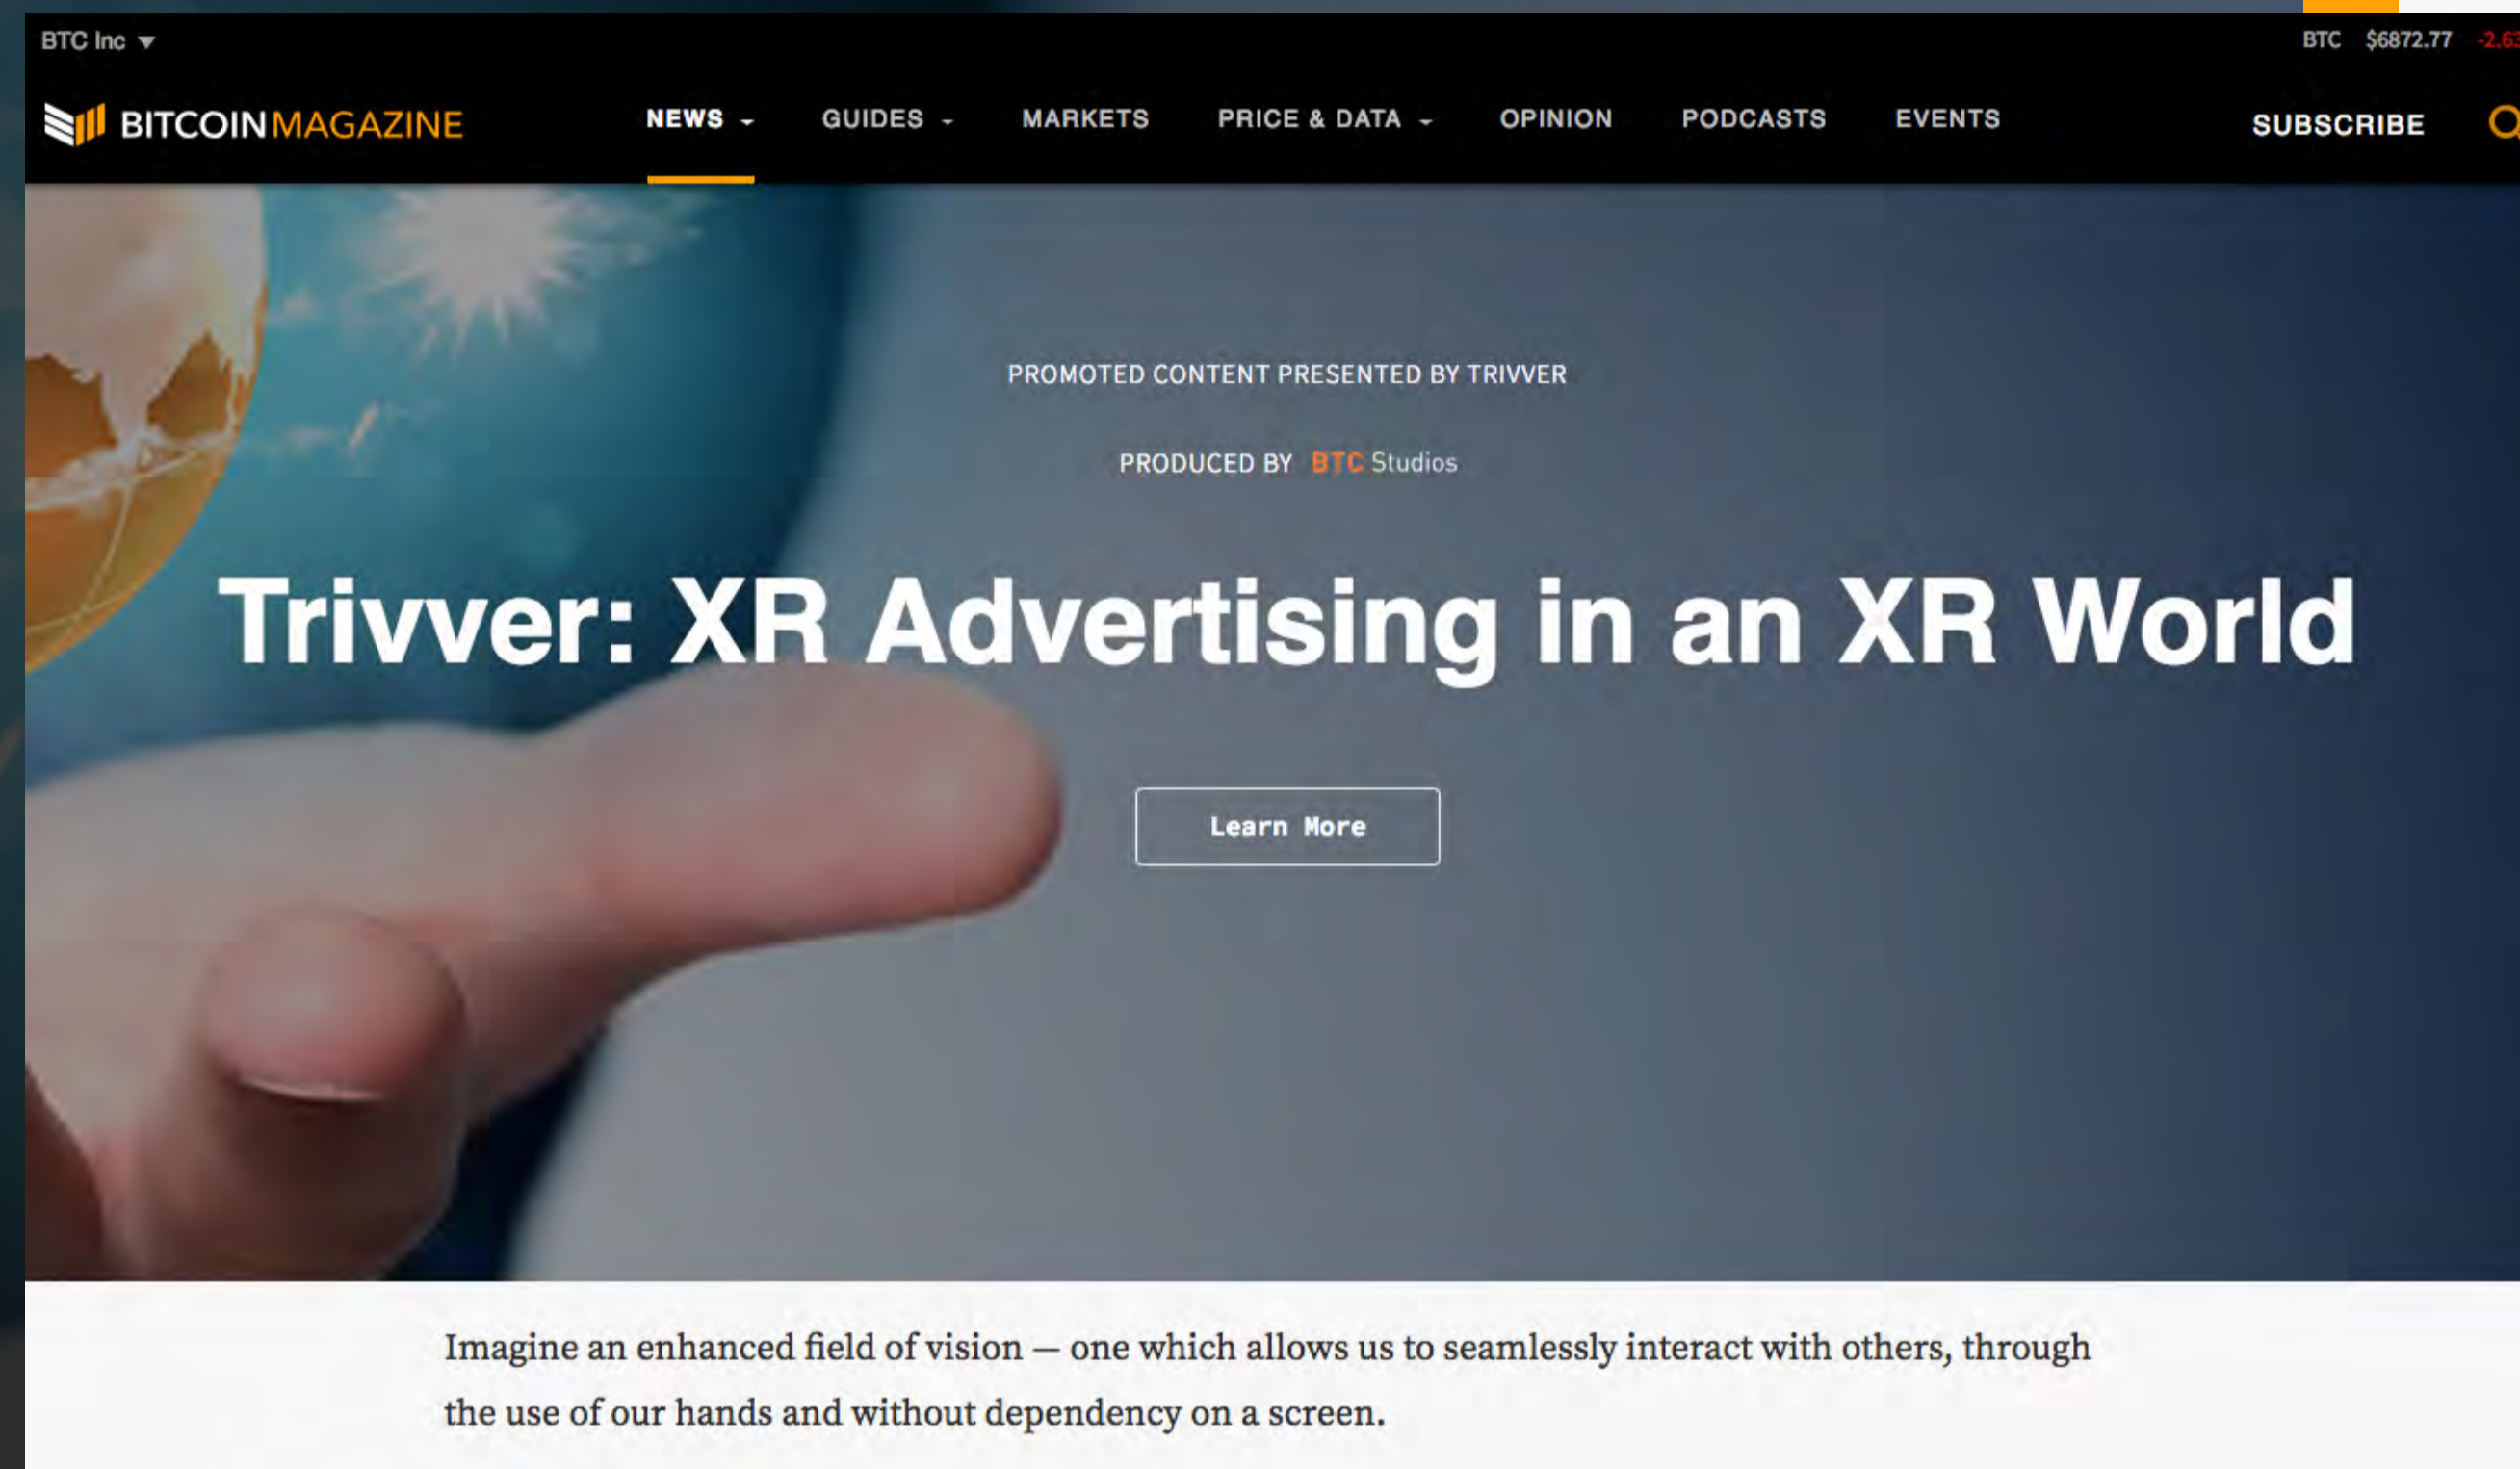 BTC Inc
BTC $6872.77 -2.63
BITCOINMAGAZINE
NEWS GUIDES MARKETS PRICE & DATA OPINION PODCASTS EVENTS SUBSCRIBE
PROMOTED CONTENT PRESENTED BY TRIVVER
PRODUCED BY BTC Studios
Trivver: XR Advertising in an XR World
Learn More
Imagine an enhanced field of vision — one which allows us to seamlessly interact with others, through
the use of our hands and without dependency on a screen.